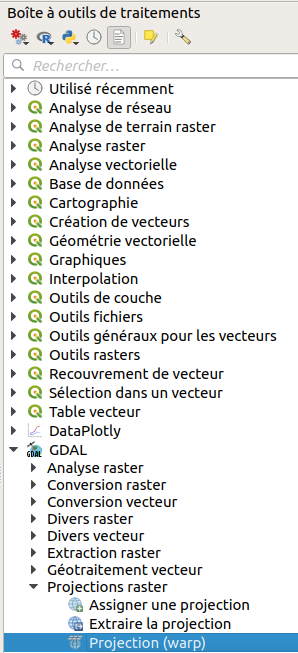 Boîte à outils de traitements
Rechercher...
Utilisé récemment
Analyse de réseau
Analyse de terrain raster
Analyse raster
Analyse vectorielle
Base de données
Cartographie
Création de vecteurs
Géométrie vectorielle
Graphiques
Interpolation
Outils de couche
Outils fichiers
Outils généraux pour les vecteurs
Outils rasters
Recouvrement de vecteur
Sélection dans un vecteur
Table vecteur
DataPlotly
GDAL
Analyse raster
Conversion raster
Conversion vecteur
Divers raster
Divers vecteur
Extraction raster
Géotraitement vecteur
Projections raster
Assigner une projection
Extraire la projection
Projection (warp)